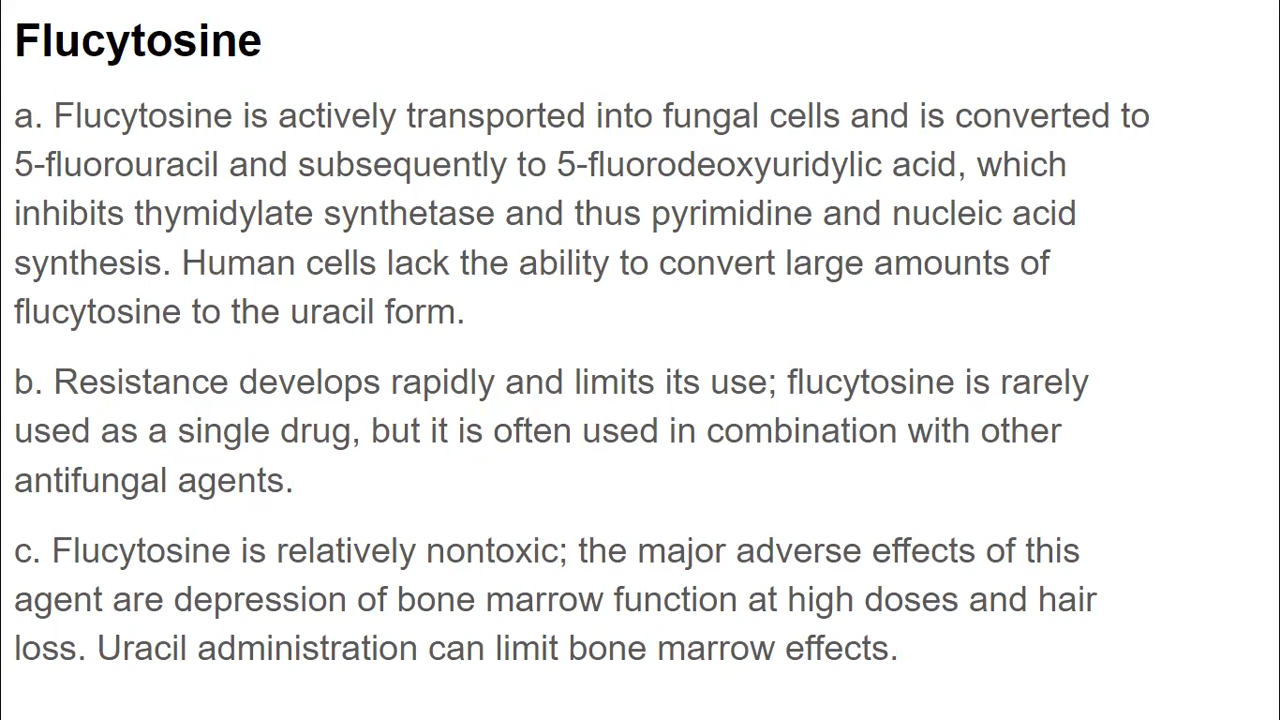 Flucytosine
a. Flucytosine is actively transported into fungal cells and is converted to
5-fluorouracil and subsequently to 5-fluorodeoxyuridylic acid, which
inhibits thymidylate synthetase and thus pyrimidine and nucleic acid
synthesis. Human cells lack the ability to convert large amounts of
flucytosine to the uracil form.
b. Resistance develops rapidly and limits its use; flucytosine is rarely
used as a single drug, but it is often used in combination with other
antifungal agents.
c. Flucytosine is relatively nontoxic; the major adverse effects of this
agent are depression of bone marrow function at high doses and hair
loss. Uracil administration can limit bone marrow effects.